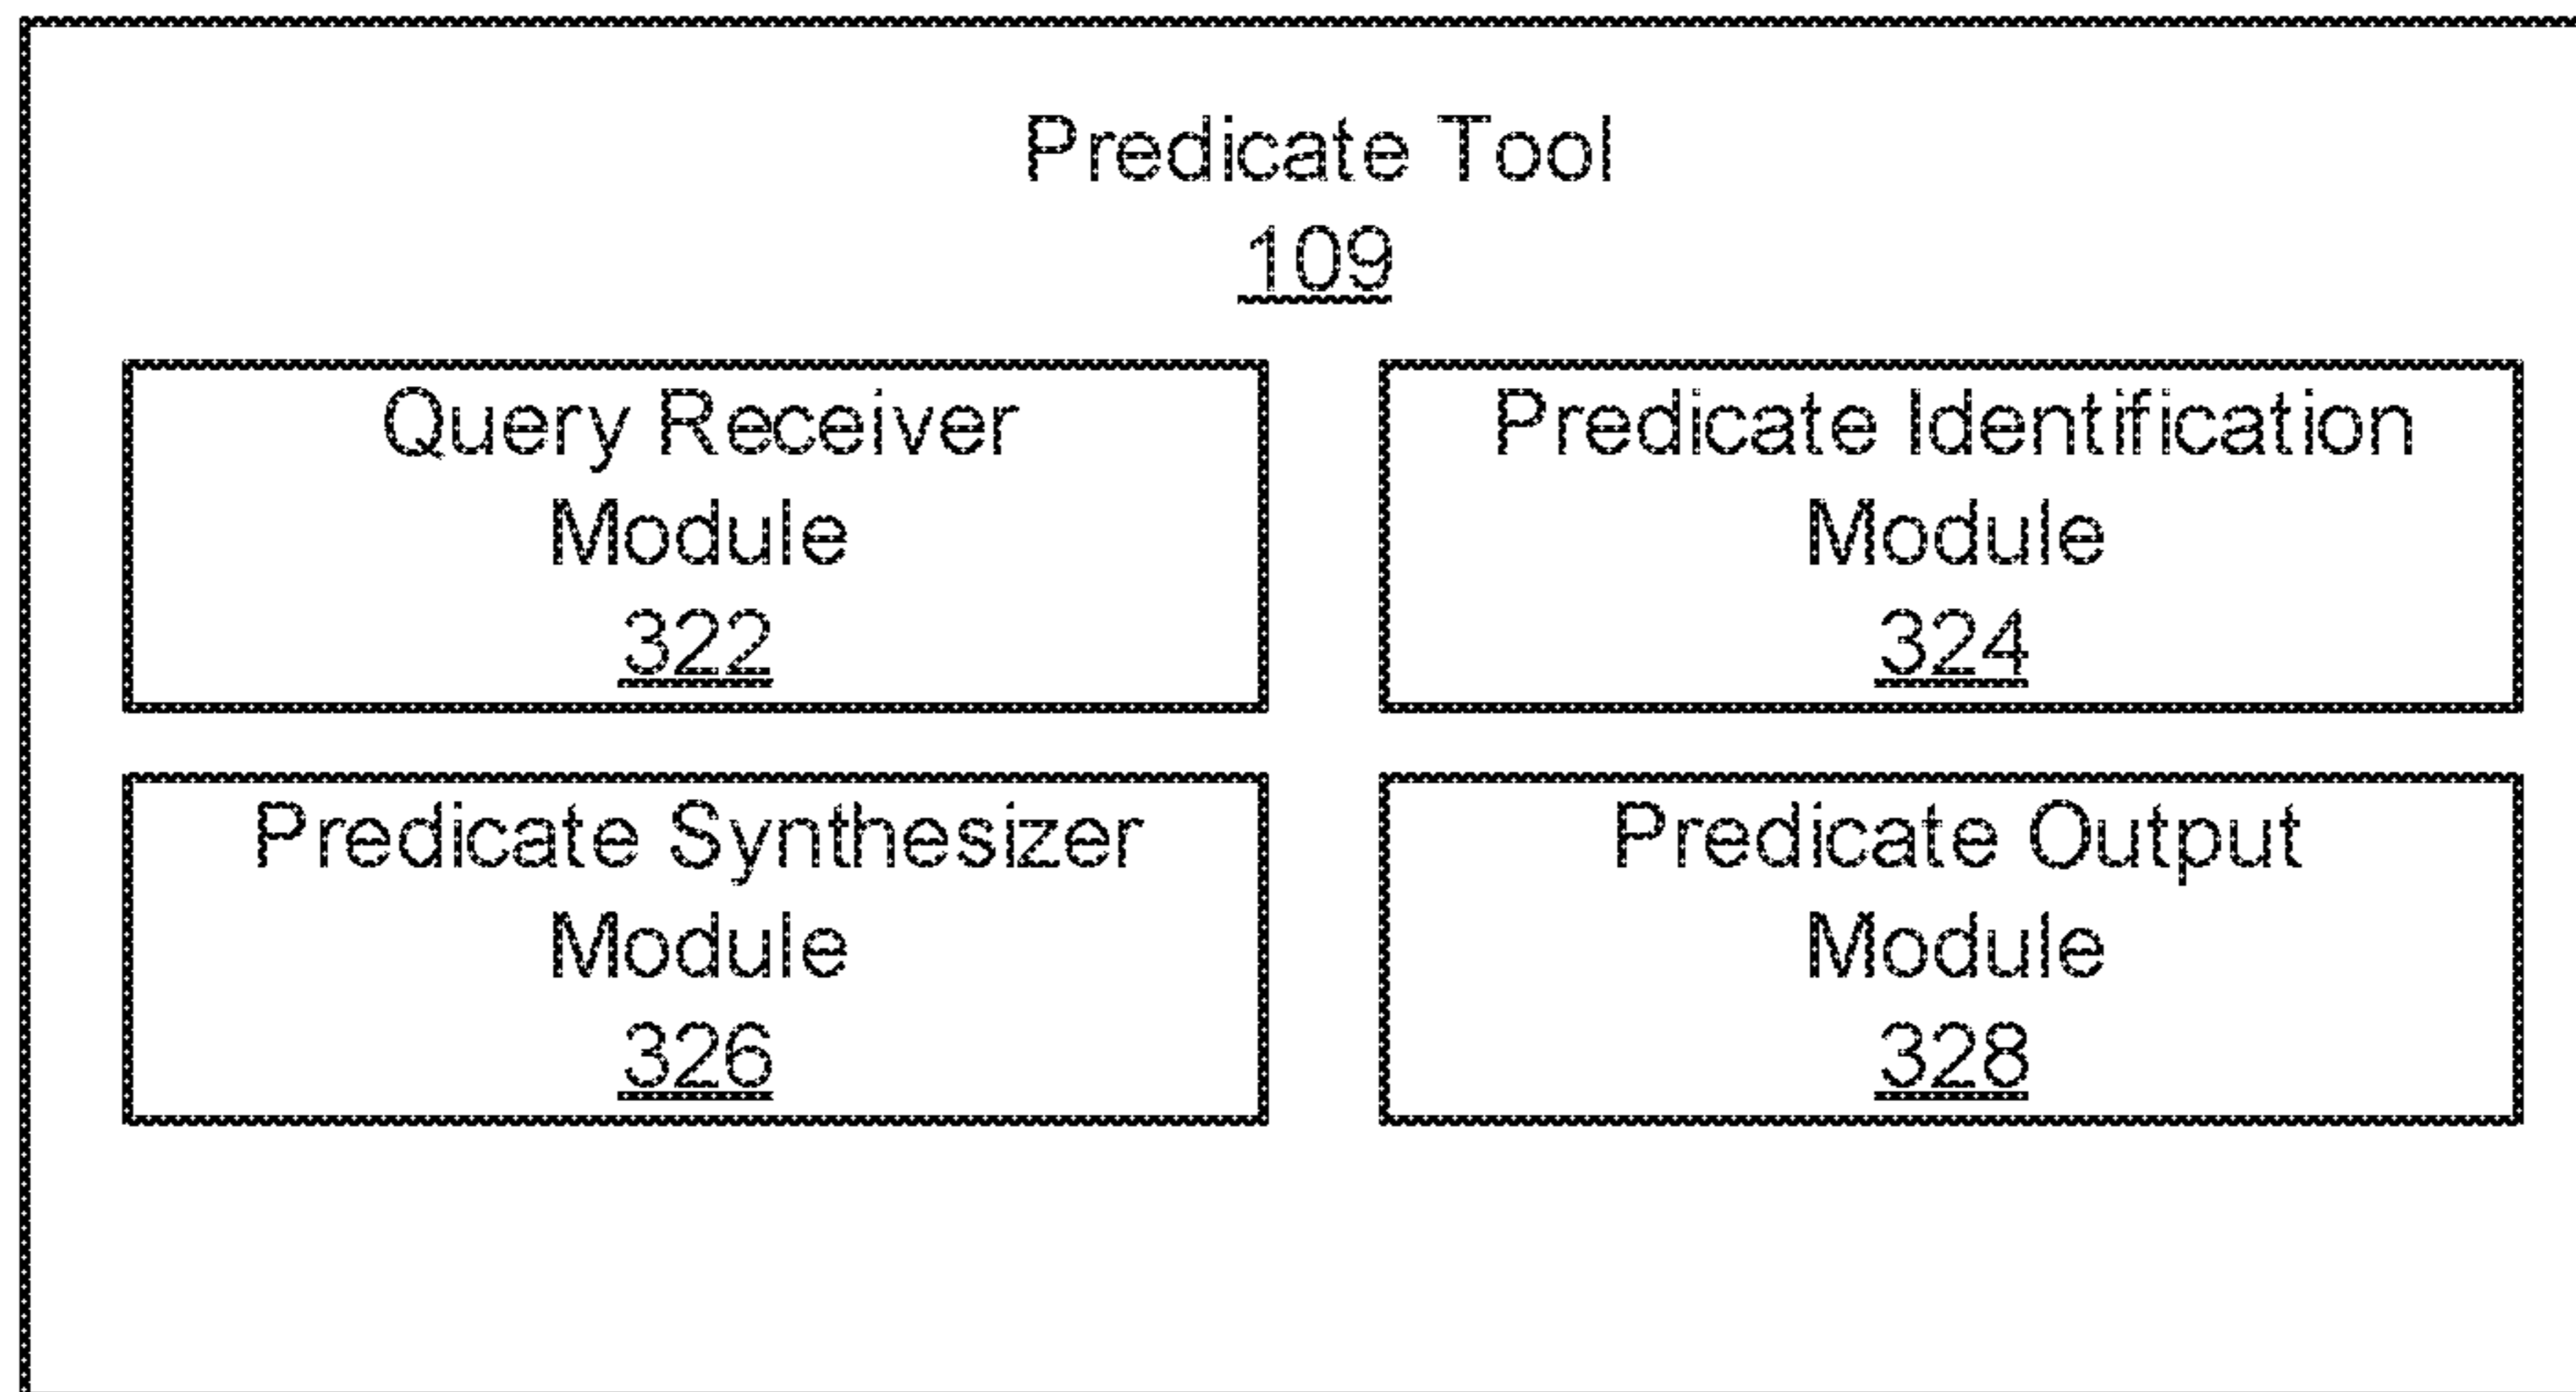 Predicate Tool
109
Query Receiver
Module
322
Predicate Identification
Module
324
Predicate Synthesizer
Module
326
Predicate Output
Module
328